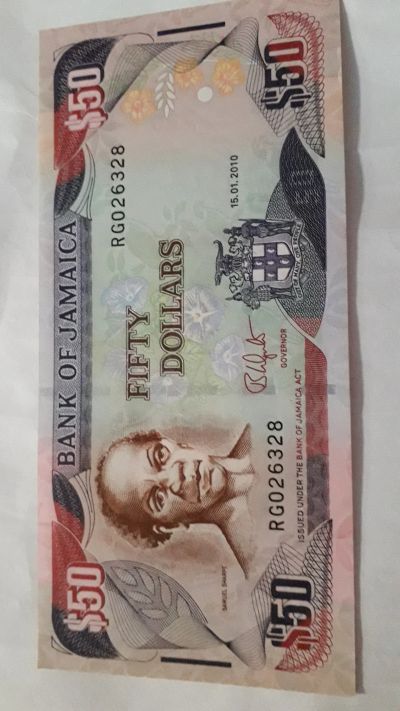 $50
BANK OF JAMAICA
$50
RG026328
FIFTY
DOLLARS
15.01.2010
GOVERNOR
RG026328
ISSUED UNDER THE BANK OF JAMAICA ACT
SAMUEL SHARPE
$50
$50